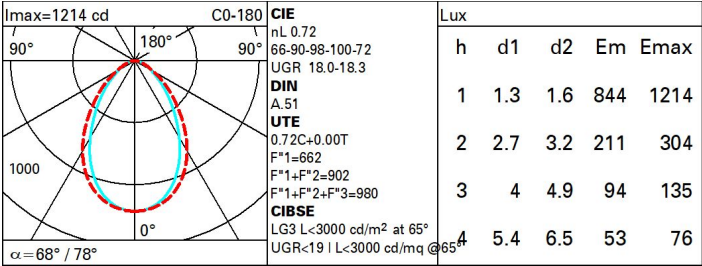 Imax=1214 cd C0-180
90° 180° 90°
1000
0°
α=68° / 78°
CIE
nL 0.72
66-90-98-100-72
UGR 18.0-18.3
DIN
A.51
UTE
0.72C+0.00T
F"1=662
F"1+F"2=902
F"1+F"2+F"3=980
CIBSE
LG3 L<3000 cd/m² at 65°
UGR<19 | L<3000 cd/mq @65°
Lux
h d1 d2 Em Emax
1 1.3 1.6 844 1214
2 2.7 3.2 211 304
3 4 4.9 94 135
4 5.4 6.5 53 76